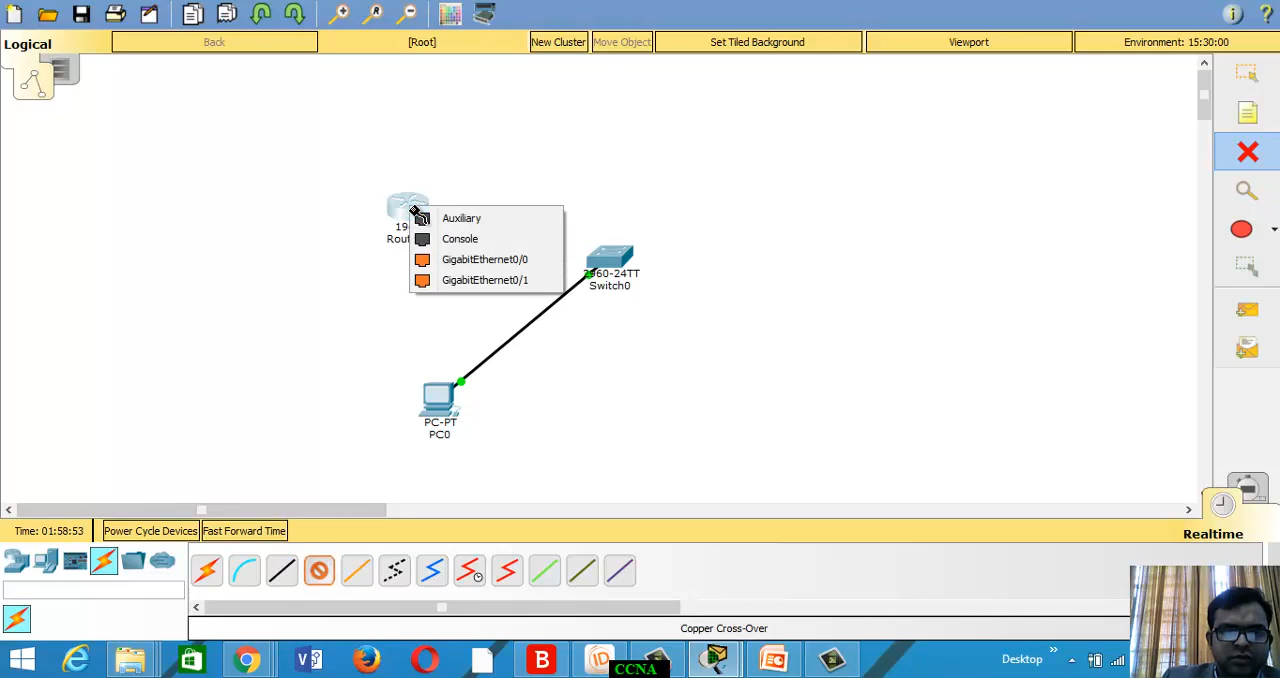 Logical
Back
[Root]
New Cluster
Move Object
Set Tiled Background
Viewport
Environment: 15:30:00
19
Rout
Auxiliary
Console
GigabitEthernet0/0
GigabitEthernet0/1
2960-24TT
Switch0
PC-PT
PC0
Time: 01:58:53
Power Cycle Devices
Fast Forward Time
Realtime
Copper Cross-Over
CCNA
Desktop